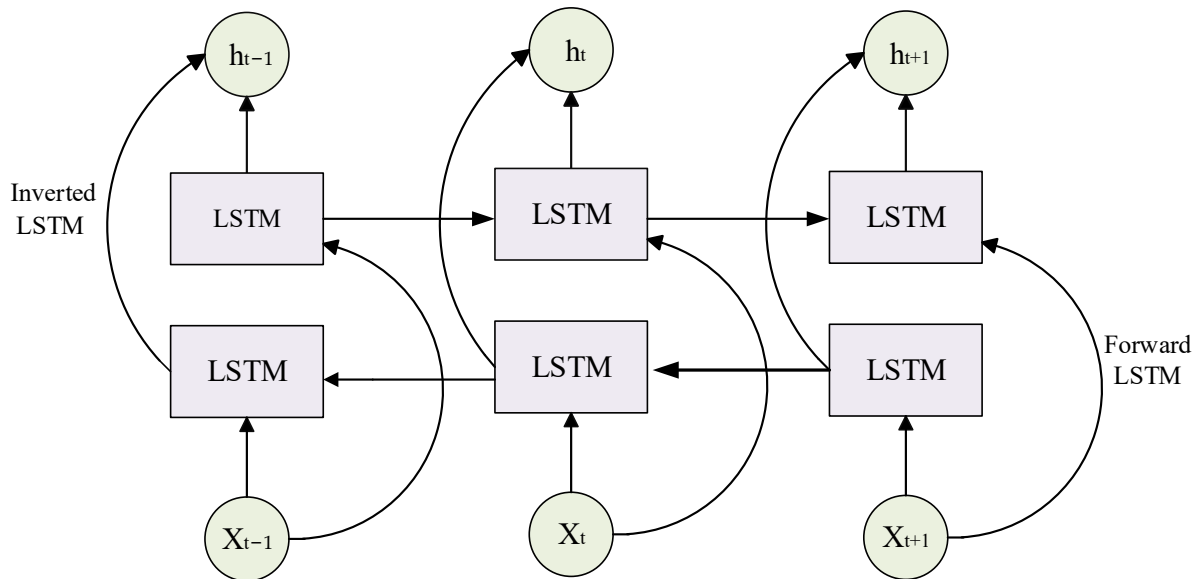 ht−1
ht
ht+1
Inverted
LSTM
LSTM
LSTM
LSTM
LSTM
LSTM
LSTM
Forward
LSTM
Xt−1
Xt
Xt+1